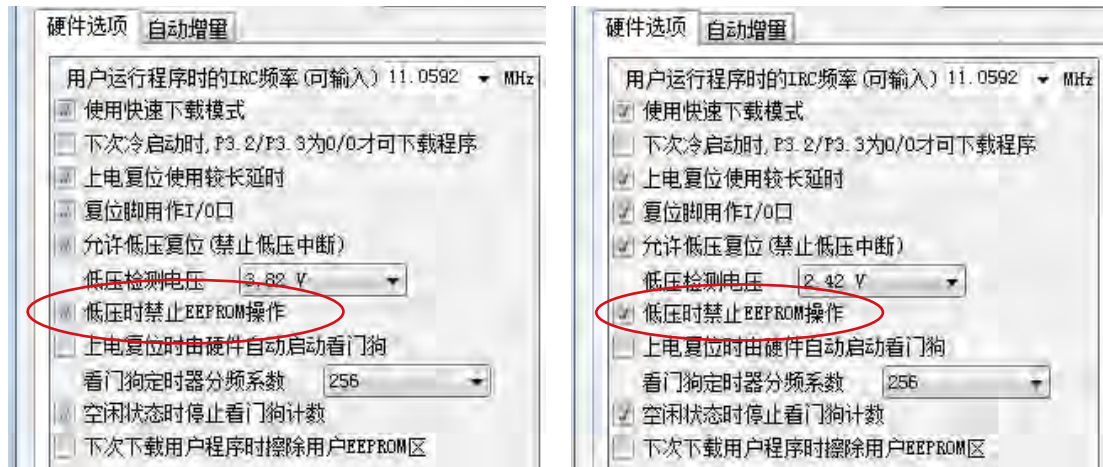 硬件选项 自动增量
用户运行程序时的IRC频率(可输入) 11.0592 MHz
使用快速下载模式
下次冷启动时,P3.2/P3.3为0/0才可下载程序
上电复位使用较长延时
复位脚用作I/O口
允许低压复位(禁止低压中断)
低压检测电压 3.82 V
低压时禁止EEPROM操作
上电复位时由硬件自动启动看门狗
看门狗定时器分频系数 256
空闲状态时停止看门狗计数
下次下载用户程序时擦除用户EEPROM区
硬件选项 自动增量
用户运行程序时的IRC频率(可输入) 11.0592 MHz
使用快速下载模式
下次冷启动时,P3.2/P3.3为0/0才可下载程序
上电复位使用较长延时
复位脚用作I/O口
允许低压复位(禁止低压中断)
低压检测电压 2.42 V
低压时禁止EEPROM操作
上电复位时由硬件自动启动看门狗
看门狗定时器分频系数 256
空闲状态时停止看门狗计数
下次下载用户程序时擦除用户EEPROM区